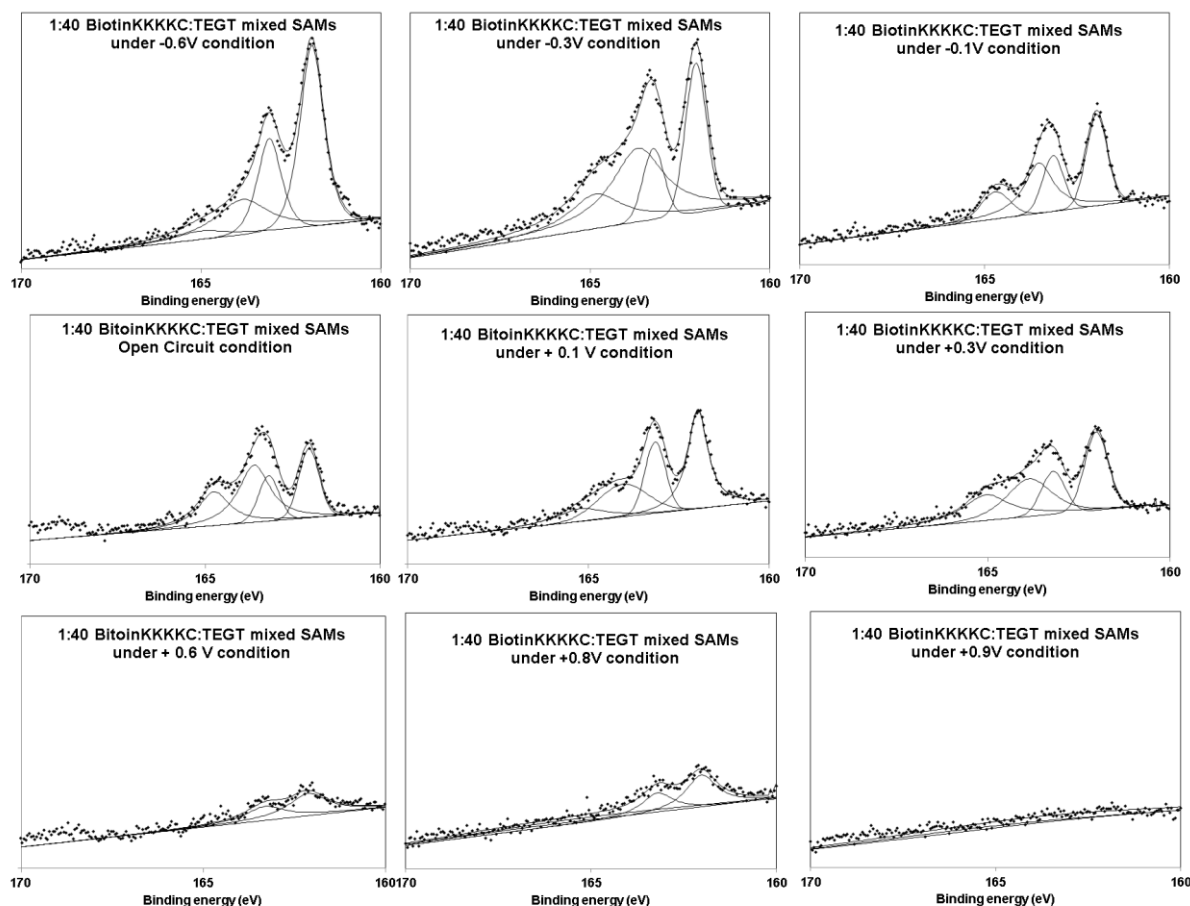 1:40 BiotinKKKKC:TEGT mixed SAMs
under -0.6V condition
170
165
160
Binding energy (eV)
1:40 BiotinKKKKC:TEGT mixed SAMs
under -0.3V condition
170
165
160
Binding energy (eV)
1:40 BiotinKKKKC:TEGT mixed SAMs
under -0.1V condition
170
165
160
Binding energy (eV)
1:40 BitoinKKKKC:TEGT mixed SAMs
Open Circuit condition
170
165
160
Binding energy (eV)
1:40 BitoinKKKKC:TEGT mixed SAMs
under + 0.1 V condition
170
165
160
Binding energy (eV)
1:40 BiotinKKKKC:TEGT mixed SAMs
under +0.3V condition
170
165
160
Binding energy (eV)
1:40 BitoinKKKKC:TEGT mixed SAMs
under + 0.6 V condition
170
165
160
Binding energy (eV)
1:40 BiotinKKKKC:TEGT mixed SAMs
under +0.8V condition
170
165
160
Binding energy (eV)
1:40 BiotinKKKKC:TEGT mixed SAMs
under +0.9V condition
170
165
160
Binding energy (eV)